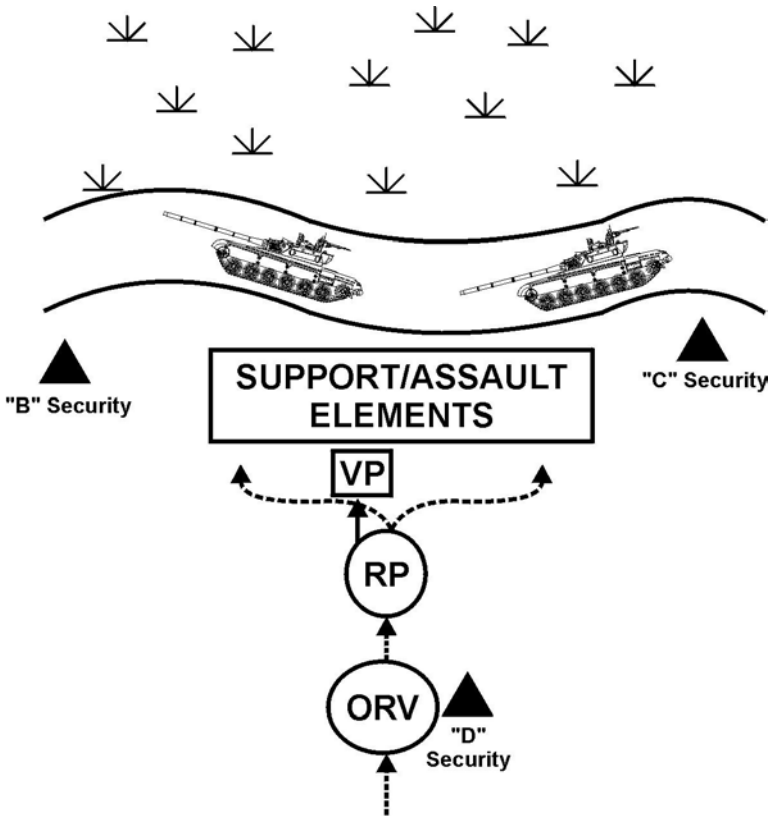 "B" Security
SUPPORT/ASSAULT
ELEMENTS
"C" Security
VP
RP
ORV
"D"
Security